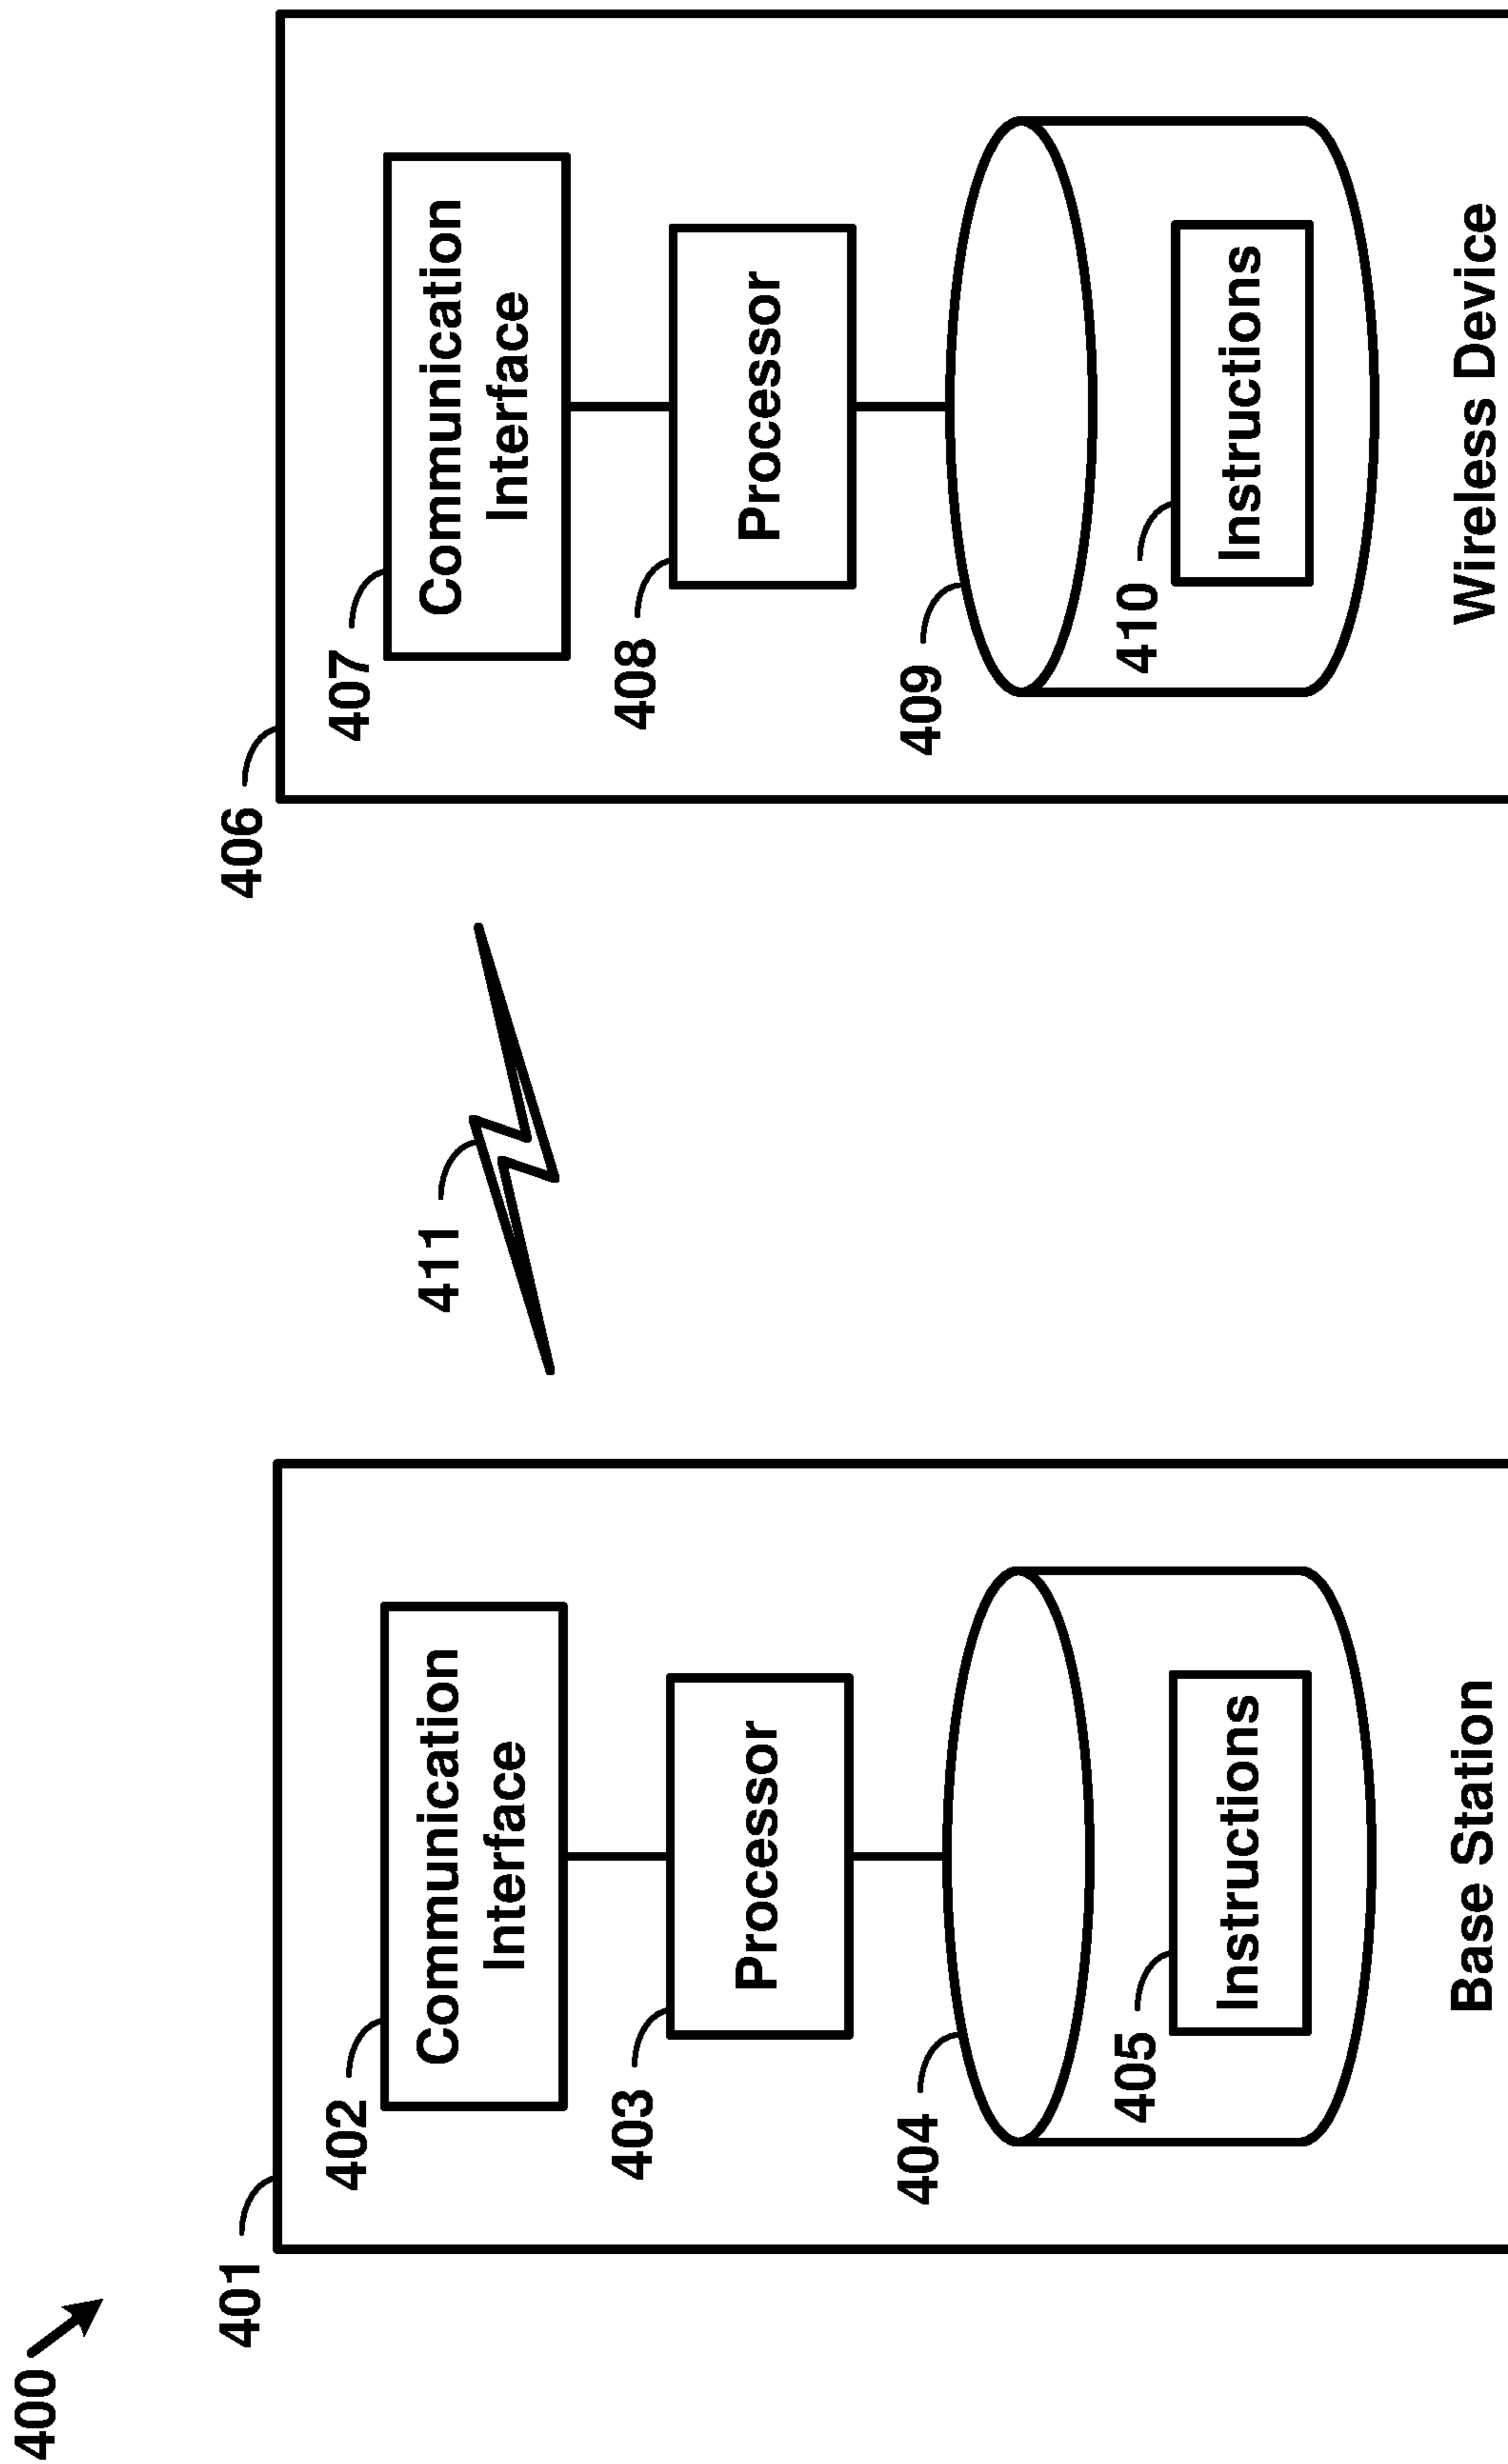 400
401
402
Communication
Interface
403
Processor
404
405
Instructions
Base Station
411
406
407
Communication
Interface
408
Processor
409
410
Instructions
Wireless Device